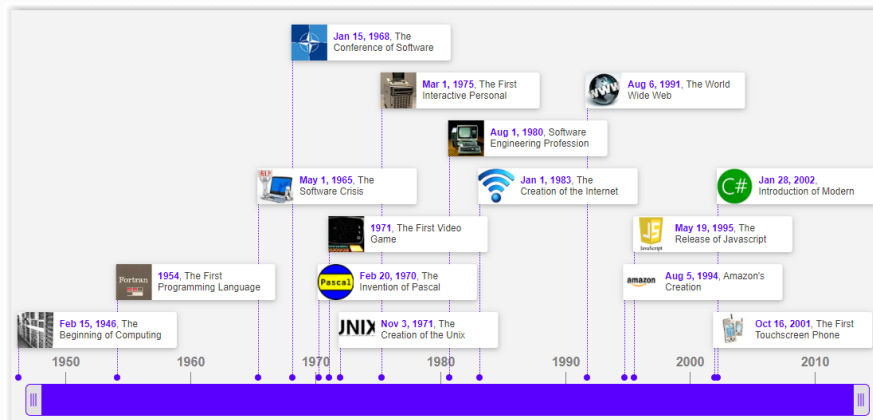 Jan 15, 1968, The
Conference of Software
Mar 1, 1975, The First
Interactive Personal
Aug 6, 1991, The World
Wide Web
WWW
Aug 1, 1980, Software
Engineering Profession
May 1, 1965, The
Software Crisis
Jan 1, 1983, The
Creation of the Internet
C#
Jan 28, 2002,
Introduction of Modern
1971, The First Video
Game
JS
JavaScript
May 19, 1995, The
Release of Javascript
Fortran
1954, The First
Programming Language
Pascal
Feb 20, 1970, The
Invention of Pascal
amazon
Aug 5, 1994, Amazon's
Creation
Feb 15, 1946, The
Beginning of Computing
UNIX
Nov 3, 1971, The
Creation of the Unix
Oct 16, 2001, The First
Touchscreen Phone
1950 1960 1970 1980 1990 2000 2010